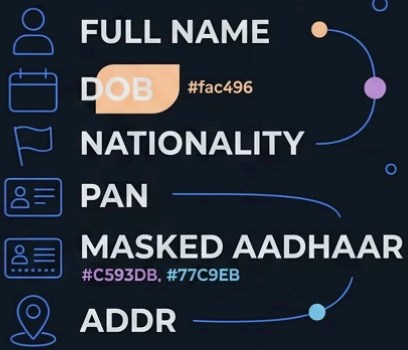 FULL NAME
DOB #fac496
NATIONALITY
PAN
MASKED AADHAAR
#C593DB, #77C9EB
ADDR